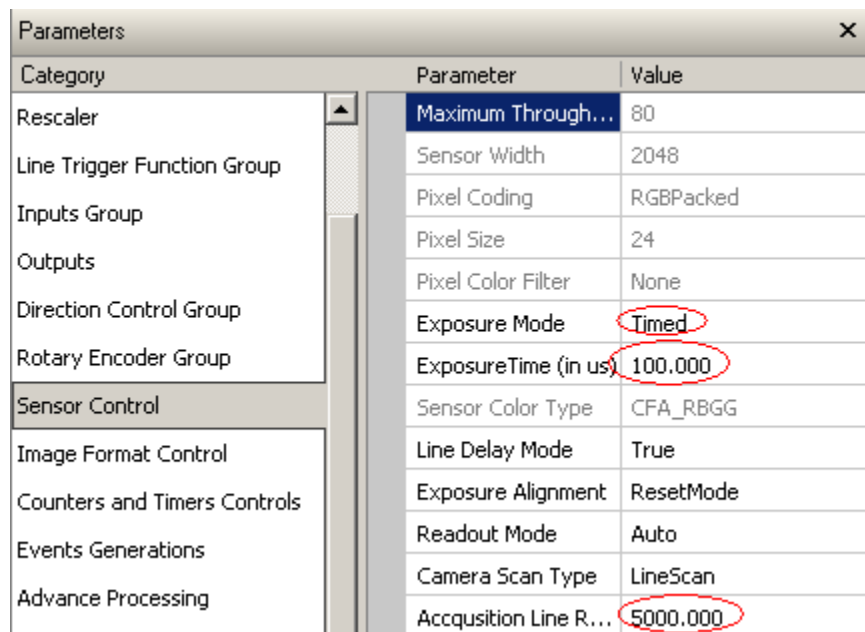 Parameters
Category
Parameter Value
Rescaler
Line Trigger Function Group
Inputs Group
Outputs
Direction Control Group
Rotary Encoder Group
Sensor Control
Image Format Control
Counters and Timers Controls
Events Generations
Advance Processing
Maximum Through... 80
Sensor Width 2048
Pixel Coding RGBPacked
Pixel Size 24
Pixel Color Filter None
Exposure Mode Timed
ExposureTime (in us) 100.000
Sensor Color Type CFA_RBGG
Line Delay Mode True
Exposure Alignment ResetMode
Readout Mode Auto
Camera Scan Type LineScan
Accqusition Line R... 5000.000